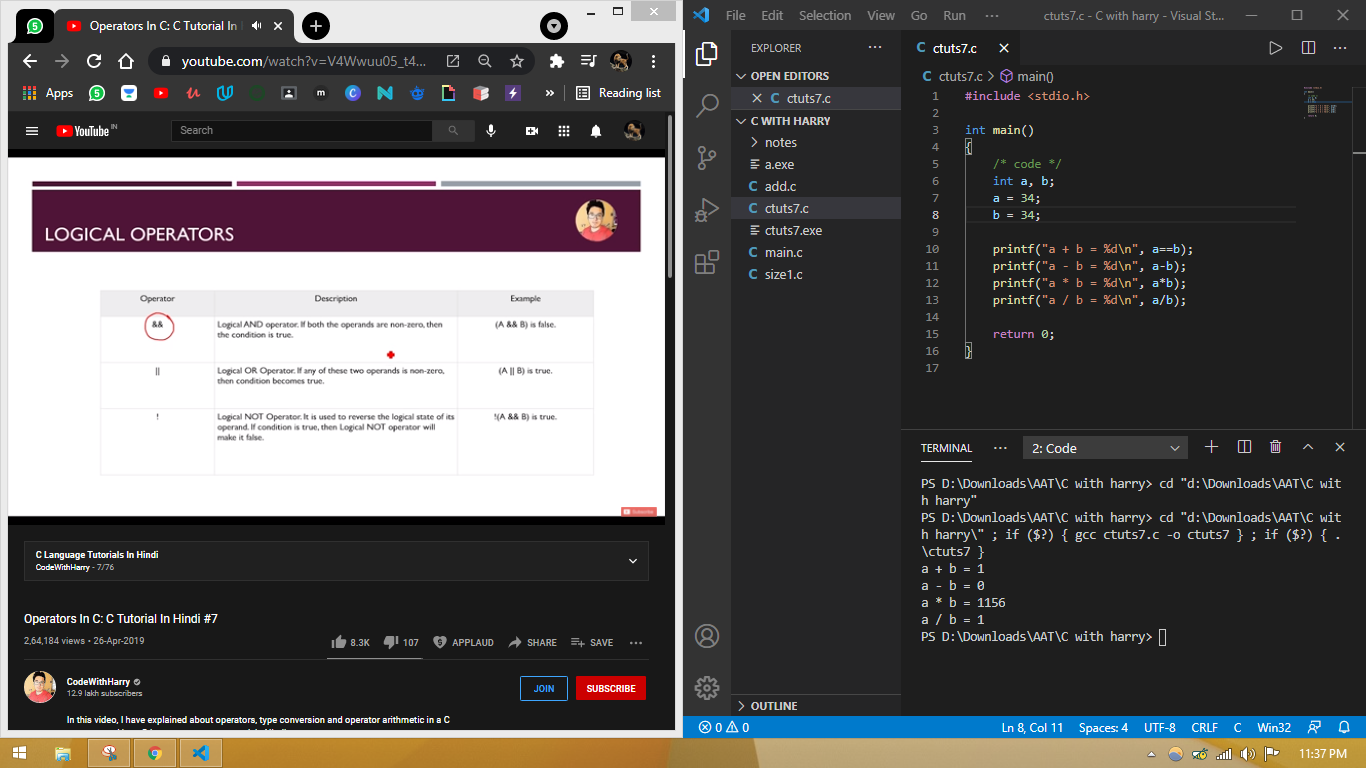 Operators In C: C Tutorial In
youtube.com/watch?v=V4Wwuu05_t4...
Apps
Reading list
YouTube IN
Search
LOGICAL OPERATORS
Operator Description Example
&& Logical AND operator. If both the operands are non-zero, then (A && B) is false.
the condition is true.
|| Logical OR Operator. If any of these two operands is non-zero, (A || B) is true.
then condition becomes true.
! Logical NOT Operator. It is used to reverse the logical state of its !(A && B) is true.
operand. If condition is true, then Logical NOT operator will
make it false.
Subscribe
C Language Tutorials In Hindi
CodeWithHarry - 7/76
Operators In C: C Tutorial In Hindi #7
2,64,184 views • 26-Apr-2019
8.3K 107 APPLAUD SHARE SAVE
CodeWithHarry
12.9 lakh subscribers
JOIN SUBSCRIBE
In this video, I have explained about operators, type conversion and operator arithmetic in a C
File Edit Selection View Go Run ··· ctuts7.c - C with harry - Visual St...
EXPLORER
OPEN EDITORS
C ctuts7.c
C WITH HARRY
notes
a.exe
C add.c
C ctuts7.c
ctuts7.exe
C main.c
C size1.c
OUTLINE
C ctuts7.c
C ctuts7.c > main()
1 #include <stdio.h>
2
3 int main()
4 {
5 /* code */
6 int a, b;
7 a = 34;
8 b = 34;
9
10 printf("a + b = %d\n", a==b);
11 printf("a - b = %d\n", a-b);
12 printf("a * b = %d\n", a*b);
13 printf("a / b = %d\n", a/b);
14
15 return 0;
16 }
17
TERMINAL ··· 2: Code
PS D:\Downloads\AAT\C with harry> cd "d:\Downloads\AAT\C wit
h harry"
PS D:\Downloads\AAT\C with harry> cd "d:\Downloads\AAT\C wit
h harry\" ; if ($?) { gcc ctuts7.c -o ctuts7 } ; if ($?) { .
\ctuts7 }
a + b = 1
a - b = 0
a * b = 1156
a / b = 1
PS D:\Downloads\AAT\C with harry>
0 0 Ln 8, Col 11 Spaces: 4 UTF-8 CRLF C Win32
11:37 PM